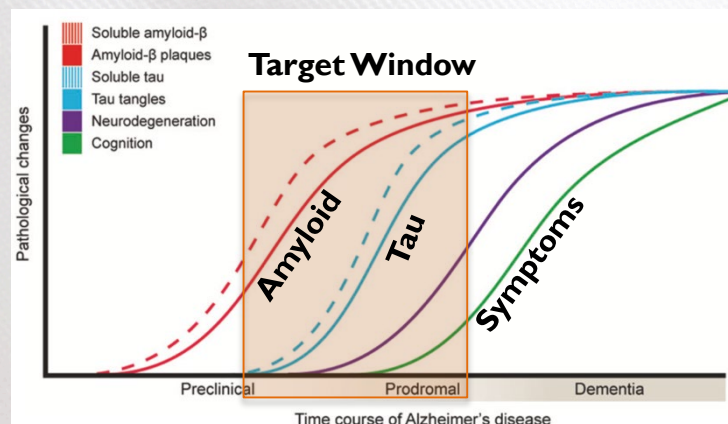 Soluble amyloid-β
Amyloid-β plaques
Soluble tau
Tau tangles
Neurodegeneration
Cognition
Target Window
Pathological changes
Amyloid
Tau
Symptoms
Preclinical
Prodromal
Dementia
Time course of Alzheimer's disease